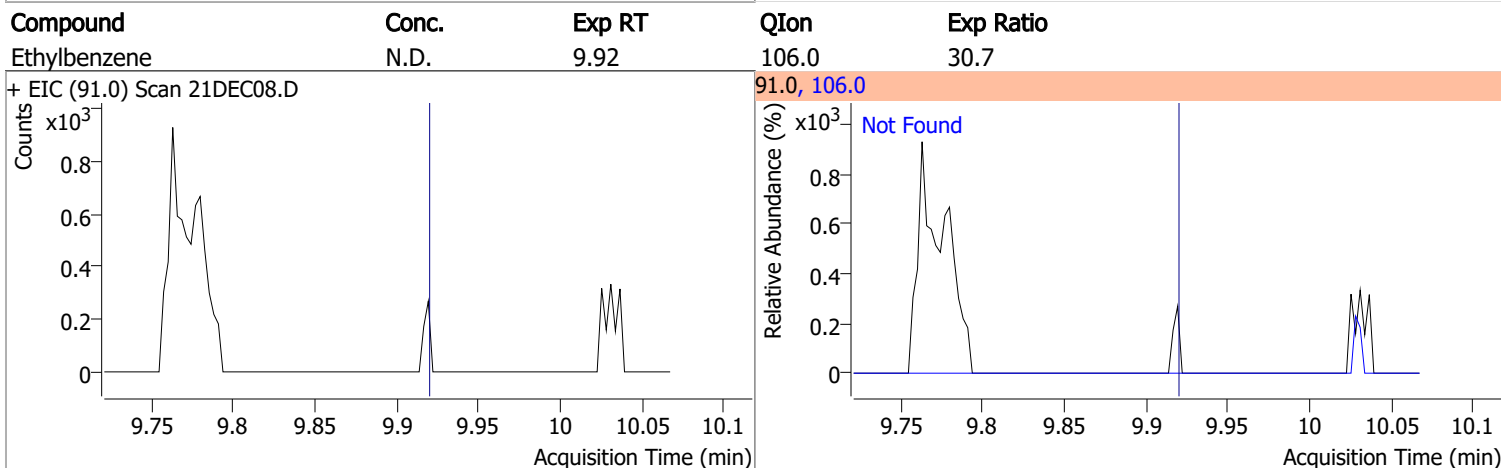 Compound Conc. Exp RT QIon Exp Ratio
Ethylbenzene N.D. 9.92 106.0 30.7
+ EIC (91.0) Scan 21DEC08.D
Counts
x10³
0.8
0.6
0.4
0.2
0
9.75 9.8 9.85 9.9 9.95 10 10.05 10.1
Acquisition Time (min)
91.0, 106.0
Relative Abundance (%)
x10³
Not Found
0.8
0.6
0.4
0.2
0
9.75 9.8 9.85 9.9 9.95 10 10.05 10.1
Acquisition Time (min)